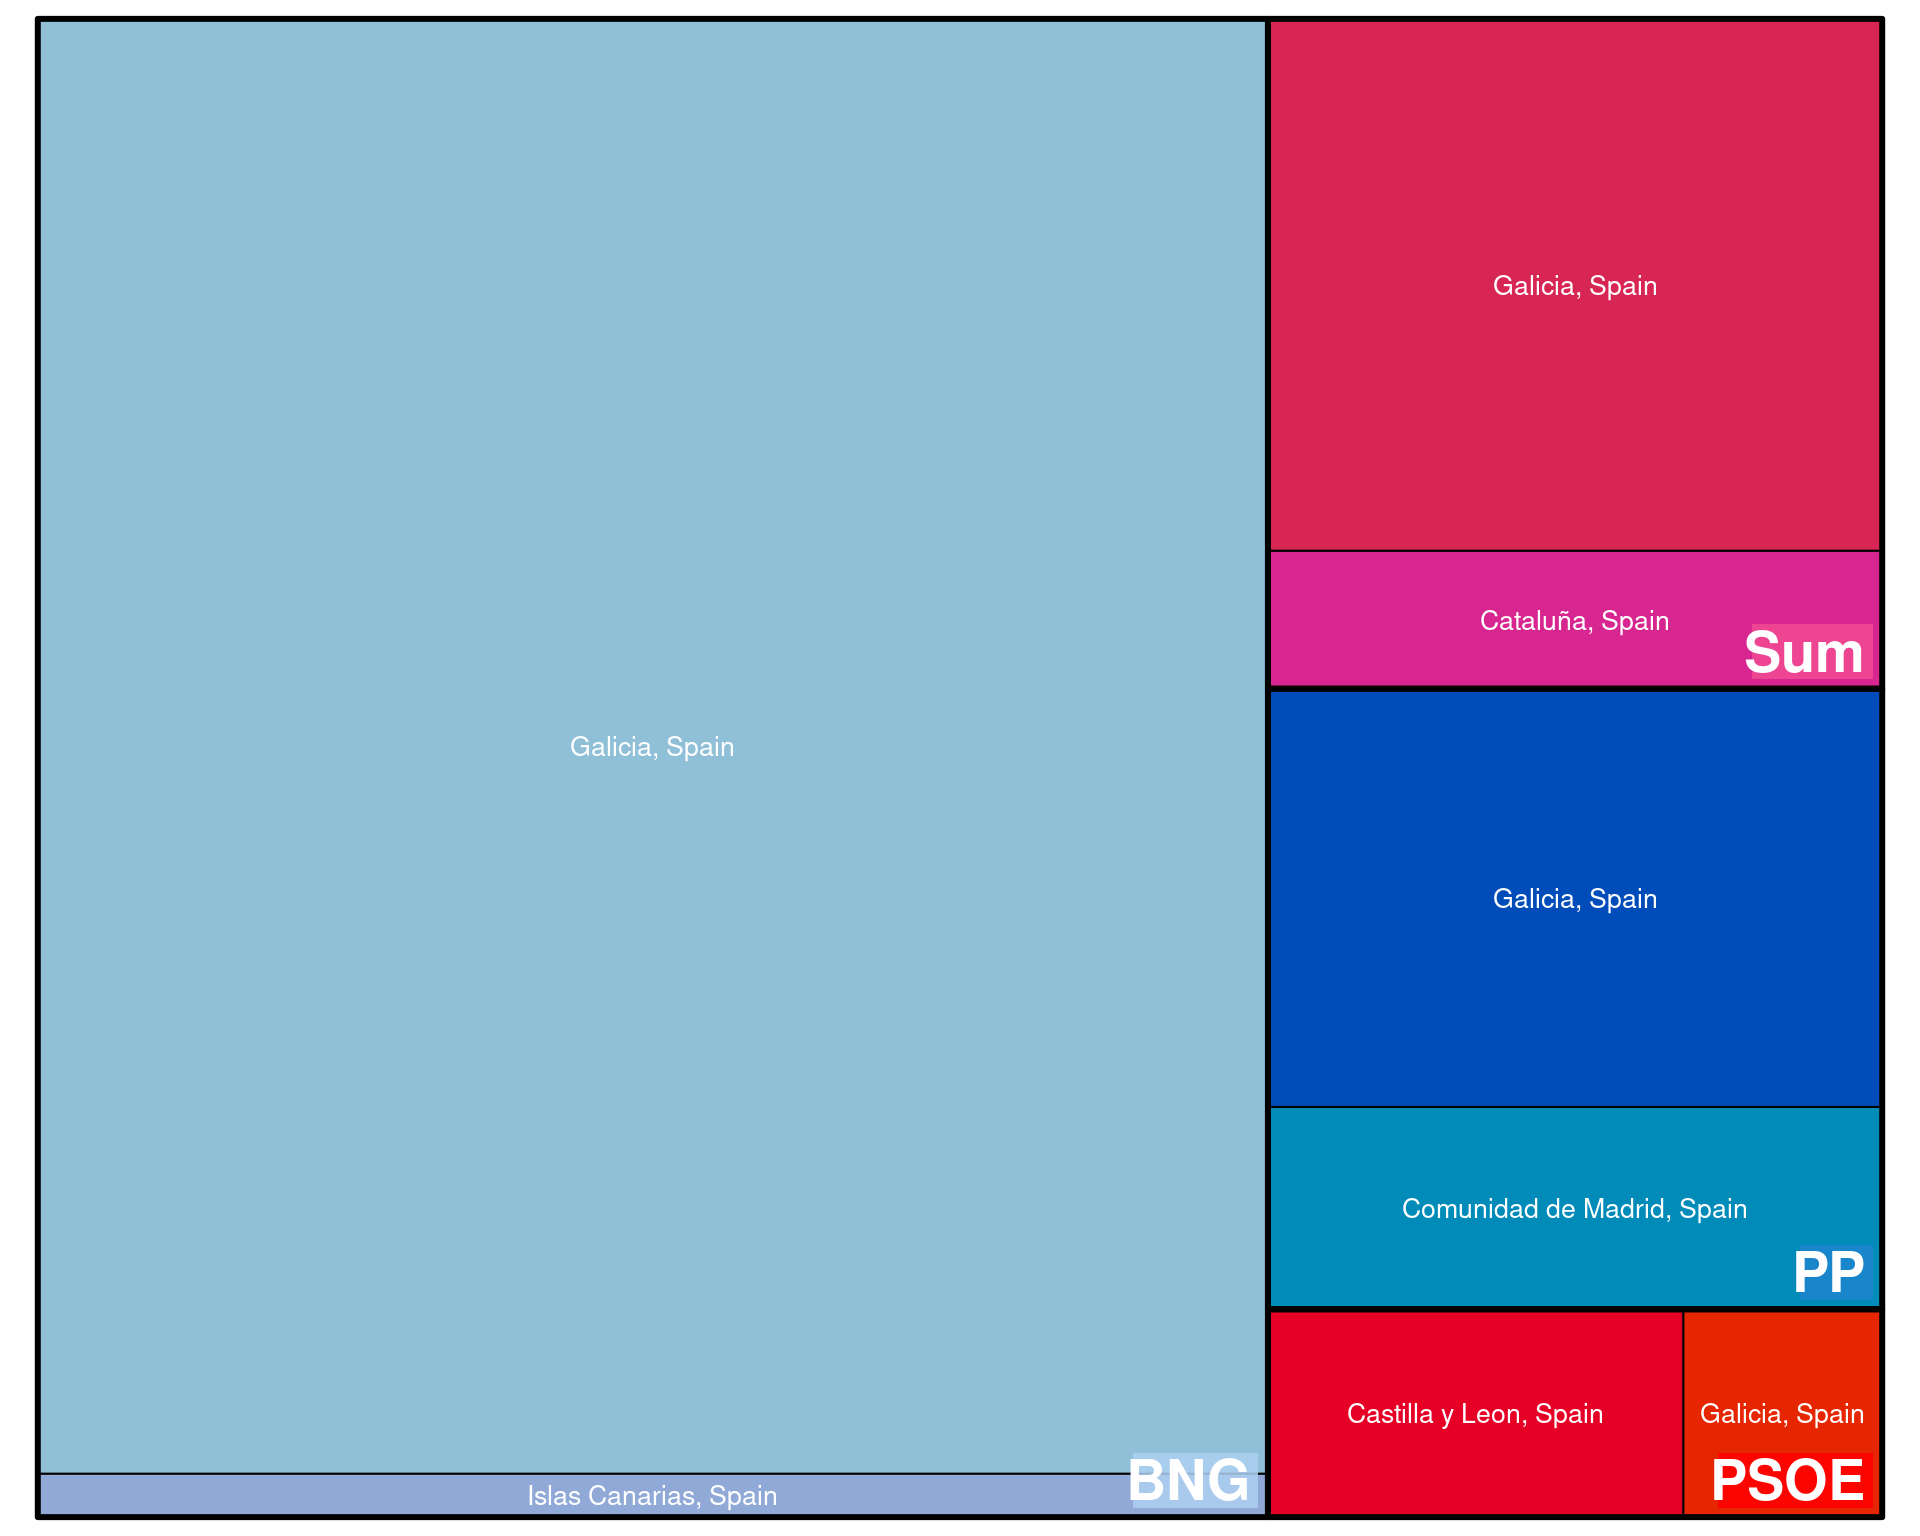 Galicia, Spain
Islas Canarias, Spain
BNG
Galicia, Spain
Cataluña, Spain
Sum
Galicia, Spain
Comunidad de Madrid, Spain
PP
Castilla y Leon, Spain
Galicia, Spain
PSOE